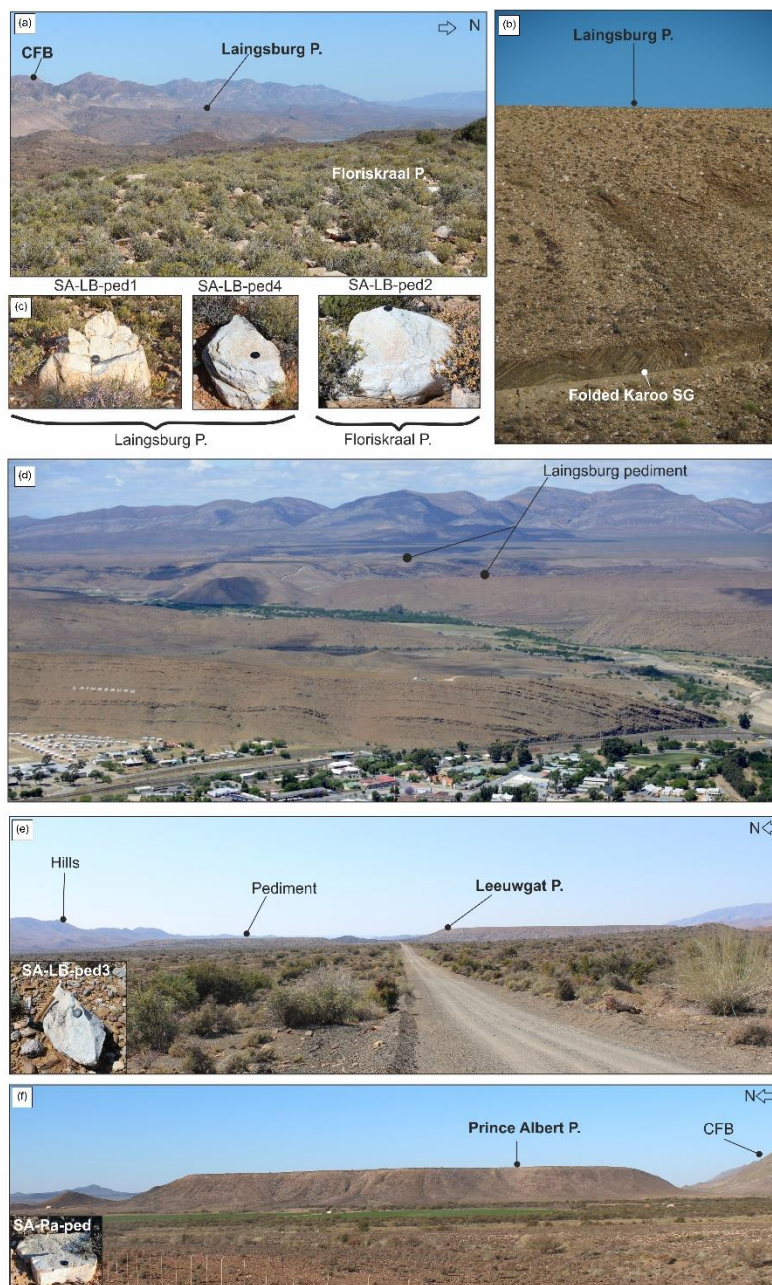 (a)
N
CFB
Laingsburg P.
Floriskraal P.
(b)
Laingsburg P.
Folded Karoo SG
SA-LB-ped1
SA-LB-ped4
SA-LB-ped2
(c)
Laingsburg P.
Floriskraal P.
(d)
Laingsburg pediment
LAINGSBURG
(e)
N
Hills
Pediment
Leeuwgat P.
SA-LB-ped3
(f)
N
Prince Albert P.
CFB
SA-Pa-ped